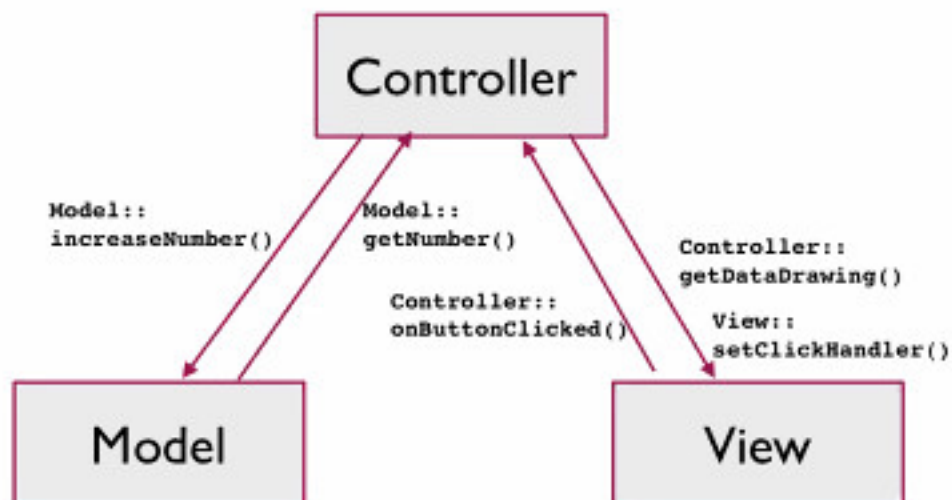 Controller
Model::
increaseNumber()
Model::
getNumber()
Controller::
onButtonClicked()
Controller::
getDataDrawing()
View::
setClickHandler()
Model
View